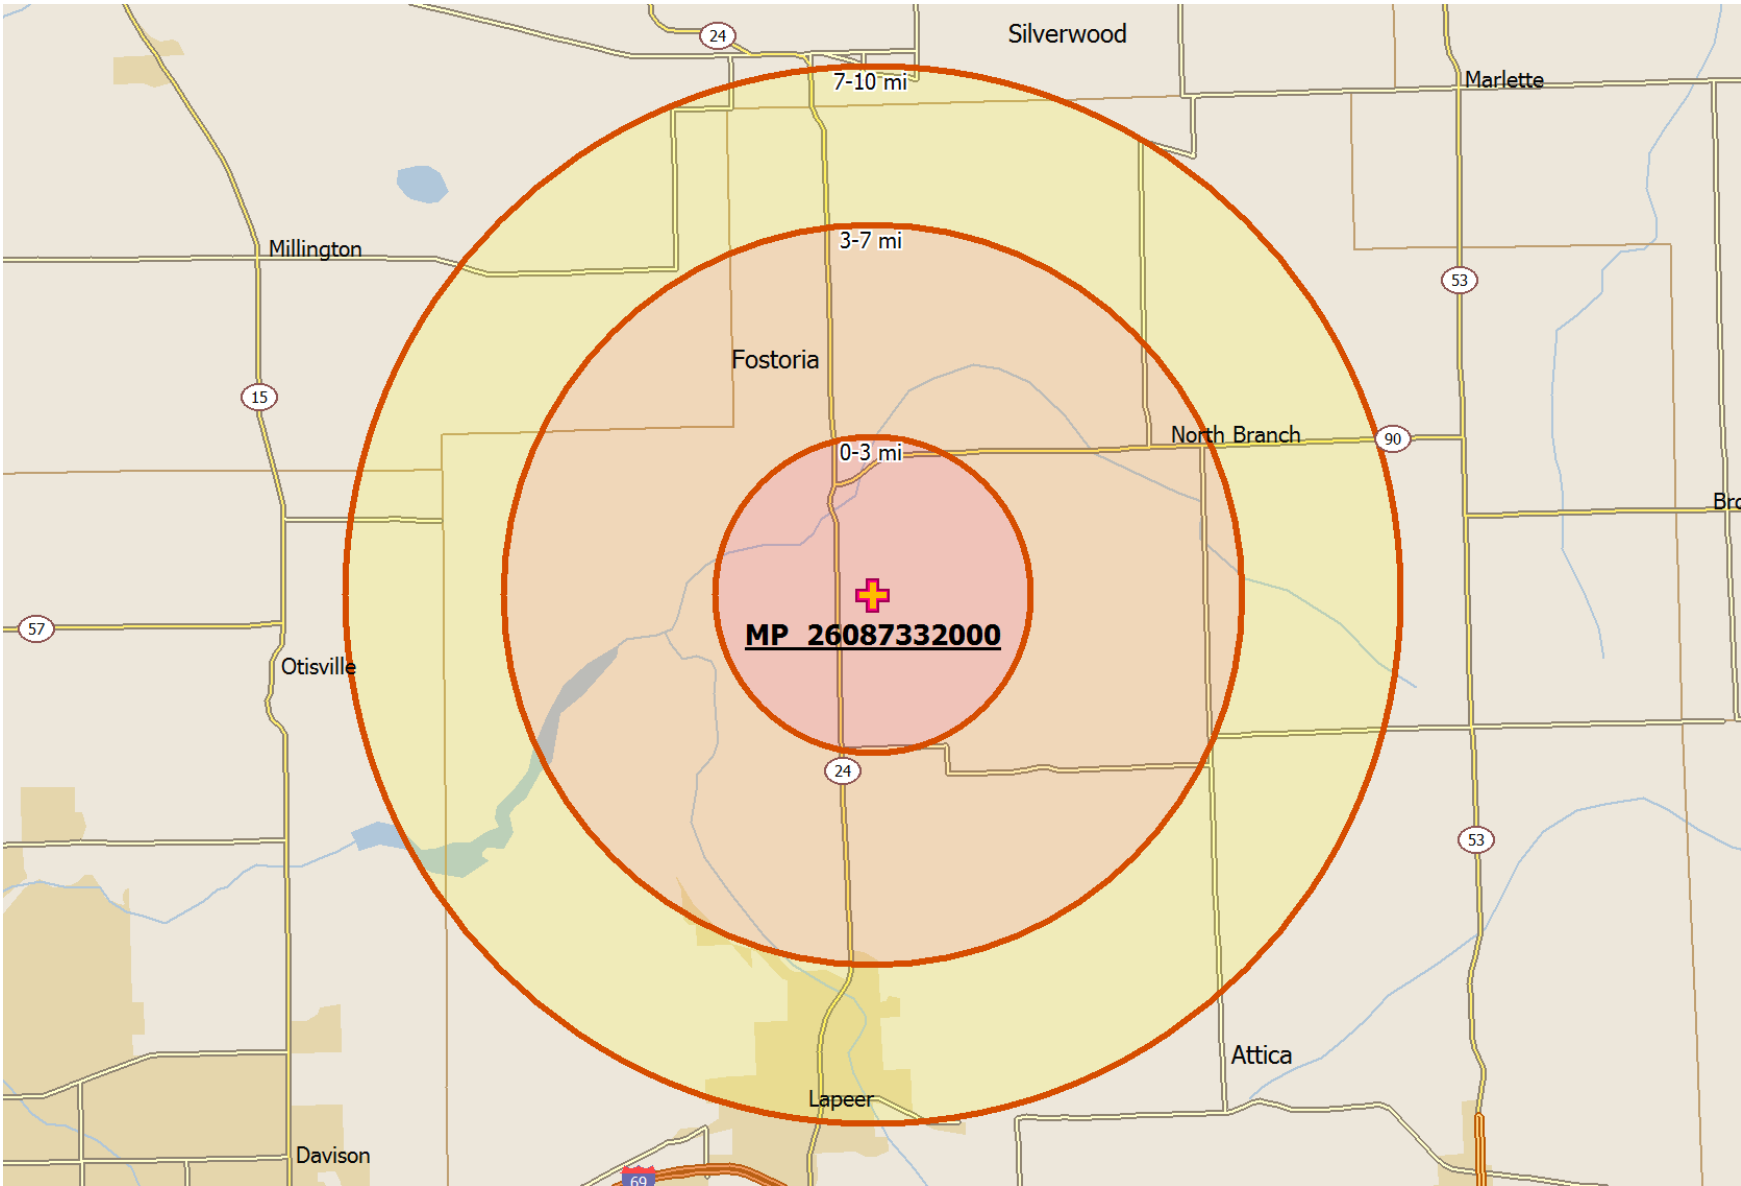 24
Silverwood
7-10 mi
Marlette
3-7 mi
Millington
53
Fostoria
15
North Branch
90
0-3 mi
Bro
57
MP 26087332000
Otisville
24
53
Attica
Lapeer
Davison
69